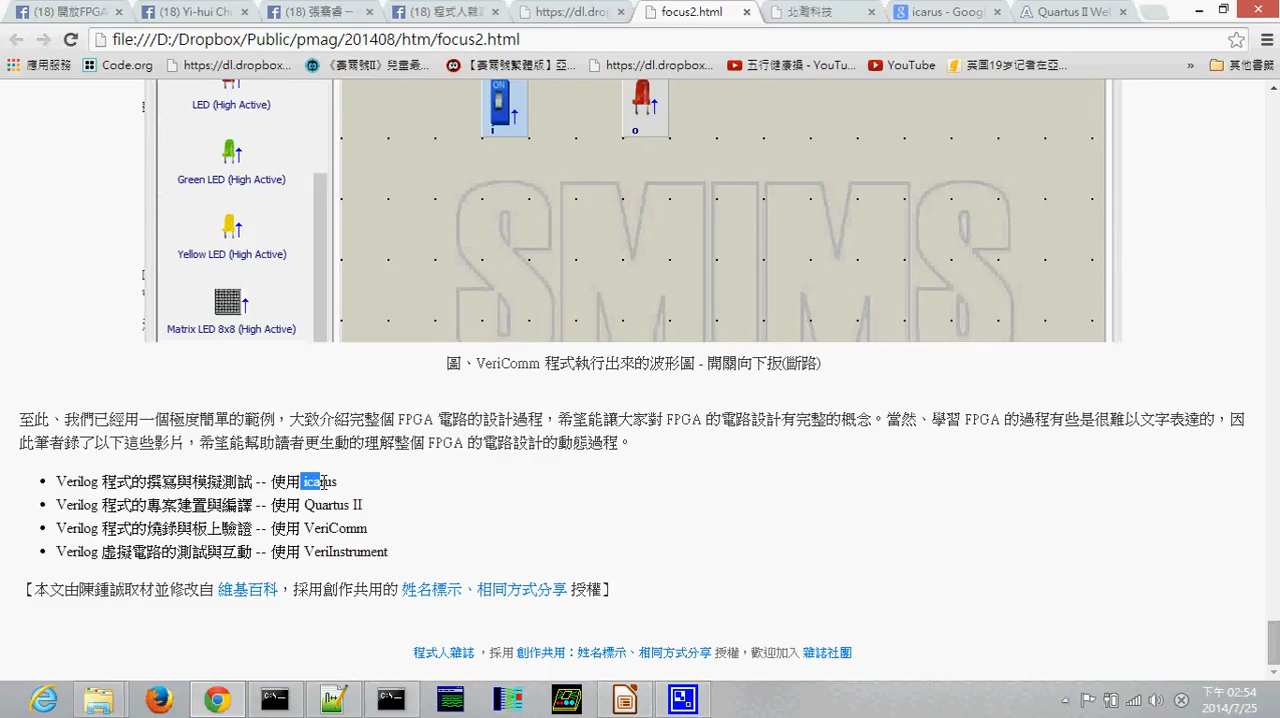 (18) 開放FPGA
(18) Yi-hui Ch
(18) 張蹇睿 –
(18) 程式人雜誌
https://dl.drop
focus2.html
北瀚科技
icarus - Goog
Quartus II Wel
file:///D:/Dropbox/Public/pmag/201408/htm/focus2.html
應用服務
Code.org
https://dl.dropbox...
《賽爾號II》兒童最...
《賽爾號繁體版》亞...
https://dl.dropbox...
五行健康操 - YouTu...
YouTube
英国19岁记者在亚...
»
其他書籤
LED (High Active)
Green LED (High Active)
Yellow LED (High Active)
Matrix LED 8x8 (High Active)
ON
i
o
SMIMS
圖、VeriComm 程式執行出來的波形圖 - 開關向下扳(斷路)
至此、我們已經用一個極度簡單的範例，大致介紹完整個 FPGA 電路的設計過程，希望能讓大家對 FPGA 的電路設計有完整的概念。當然、學習 FPGA 的過程有些是很難以文字表達的，因
此筆者錄了以下這些影片，希望能幫助讀者更生動的理解整個 FPGA 的電路設計的動態過程。
• Verilog 程式的撰寫與模擬測試 -- 使用 icarus
• Verilog 程式的專案建置與編譯 -- 使用 Quartus II
• Verilog 程式的燒錄與板上驗證 -- 使用 VeriComm
• Verilog 虛擬電路的測試與互動 -- 使用 VeriInstrument
【本文由陳鍾誠取材並修改自 維基百科，採用創作共用的 姓名標示、相同方式分享 授權】
程式人雜誌 ，採用 創作共用：姓名標示、相同方式分享 授權，歡迎加入 雜誌社團
下午 02:54
2014/7/25